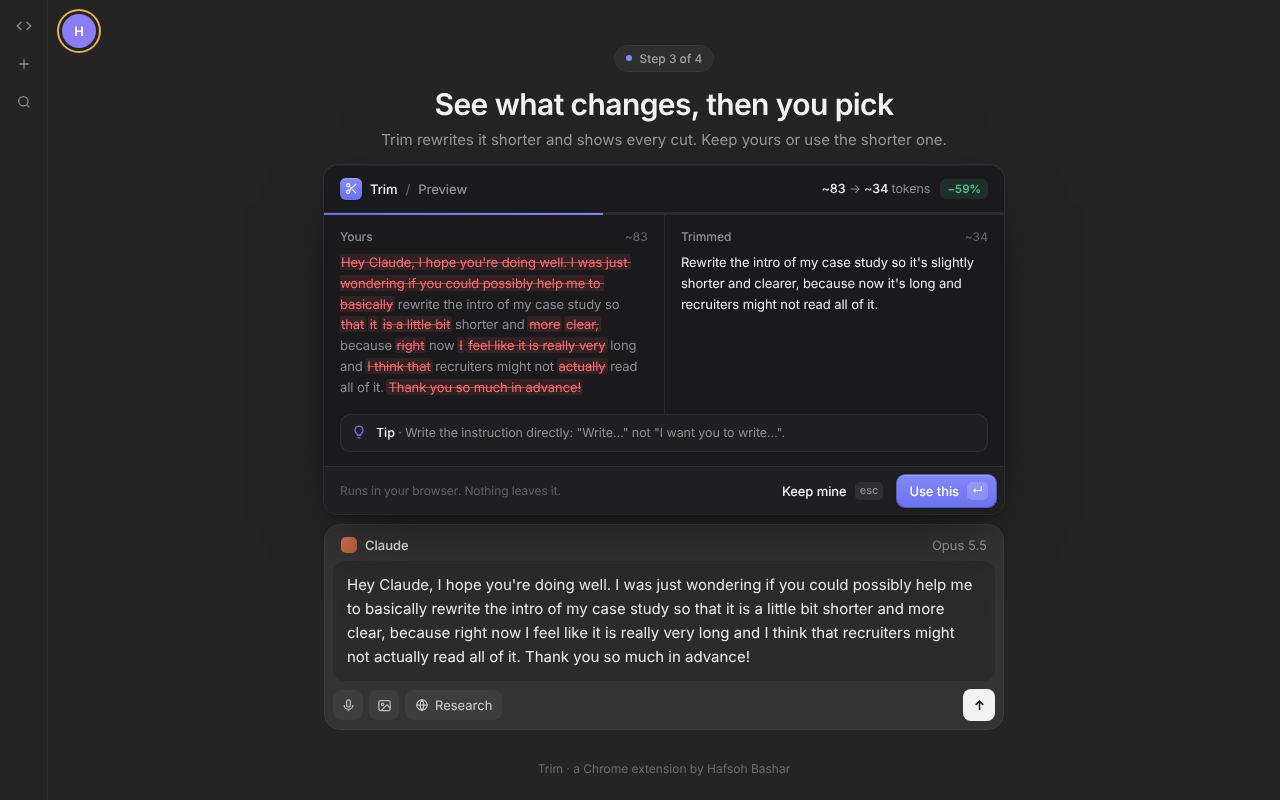 H
Step 3 of 4
See what changes, then you pick
Trim rewrites it shorter and shows every cut. Keep yours or use the shorter one.
Trim / Preview
~83 → ~34 tokens −59%
Yours ~83
Hey Claude, I hope you're doing well. I was just
wondering if you could possibly help me to
basically rewrite the intro of my case study so
that it is a little bit shorter and more clear,
because right now I feel like it is really very long
and I think that recruiters might not actually read
all of it. Thank you so much in advance!
Trimmed ~34
Rewrite the intro of my case study so it's slightly
shorter and clearer, because now it's long and
recruiters might not read all of it.
Tip · Write the instruction directly: "Write..." not "I want you to write...".
Runs in your browser. Nothing leaves it.
Keep mine esc
Use this ↵
Claude
Opus 5.5
Hey Claude, I hope you're doing well. I was just wondering if you could possibly help me
to basically rewrite the intro of my case study so that it is a little bit shorter and more
clear, because right now I feel like it is really very long and I think that recruiters might
not actually read all of it. Thank you so much in advance!
Research
Trim · a Chrome extension by Hafsoh Bashar